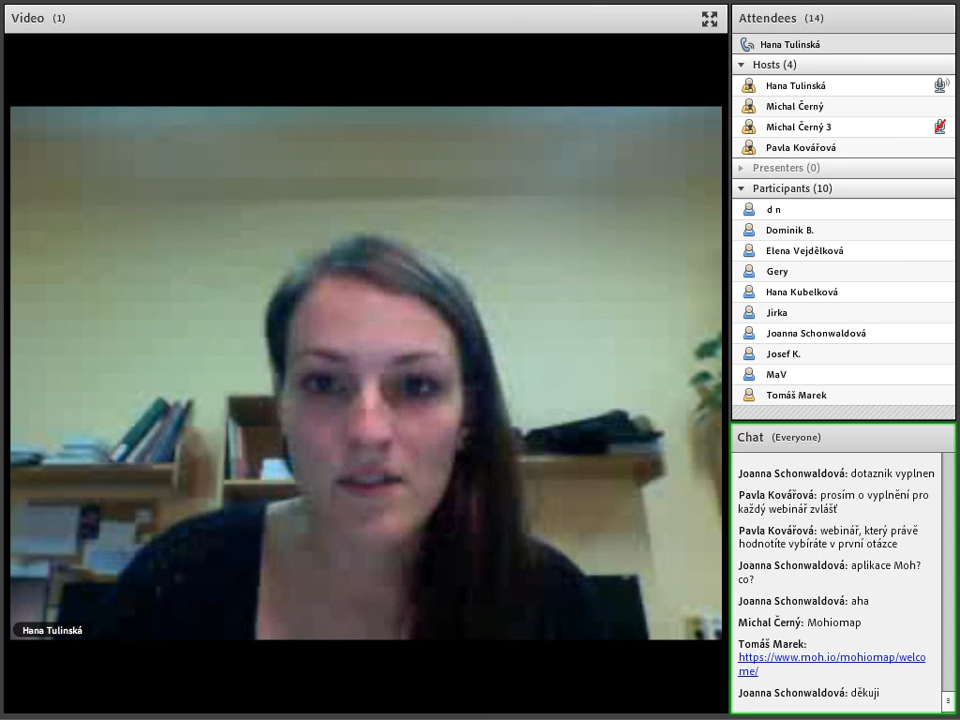 Video (1)
Hana Tulinská
Attendees (14)
Hana Tulinská
Hosts (4)
Hana Tulinská
Michal Černý
Michal Černý 3
Pavla Kovářová
Presenters (0)
Participants (10)
d n
Dominik B.
Elena Vejdělková
Gery
Hana Kubelková
Jirka
Joanna Schonwaldová
Josef K.
MaV
Tomáš Marek
Chat (Everyone)
Joanna Schonwaldová: dotaznik vyplnen
Pavla Kovářová: prosím o vyplnění pro
každý webinář zvlášť
Pavla Kovářová: webinář, který právě
hodnotíte vybíráte v první otázce
Joanna Schonwaldová: aplikace Moh?
co?
Joanna Schonwaldová: aha
Michal Černý: Mohiomap
Tomáš Marek:
https://www.moh.io/mohiomap/welco
me/
Joanna Schonwaldová: děkuji